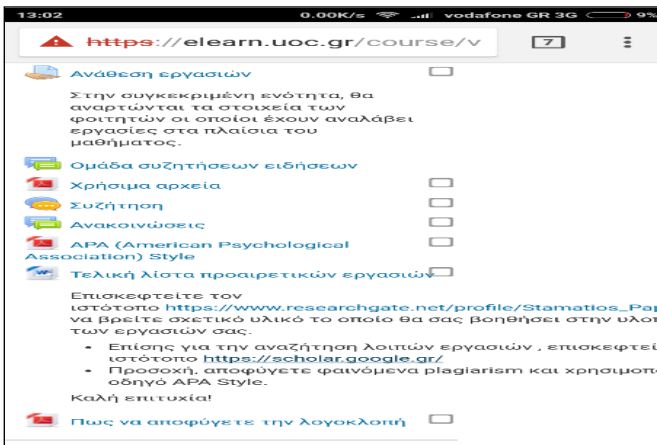 13:02 0.00K/s vodafone GR 3G 9%
https://elearn.uoc.gr/course/v 7
Ανάθεση εργασιών
Στην συγκεκριμένη ενότητα, θα
αναρτώνται τα στοιχεία των
φοιτητών οι οποίοι έχουν αναλάβει
εργασίες στα πλαίσια του
μαθήματος.
Ομάδα συζητήσεων ειδήσεων
Χρήσιμα αρχεία
Συζήτηση
Ανακοινώσεις
APA (American Psychological
Association) Style
Τελική λίστα προαιρετικών εργασιών
Επισκεφτείτε τον
ιστότοπο https://www.researchgate.net/profile/Stamatios_Pap
να βρείτε σχετικό υλικό το οποίο θα σας βοηθήσει στην υλοπ
των εργασιών σας.
• Επίσης για την αναζήτηση λοιπών εργασιών , επισκεφτεί
ιστότοπο https://scholar.google.gr/
• Προσοχή, αποφύγετε φαινόμενα plagiarism και χρησιμοπ
οδηγό APA Style.
Καλή επιτυχία!
Πως να αποφύγετε την λογοκλοπή